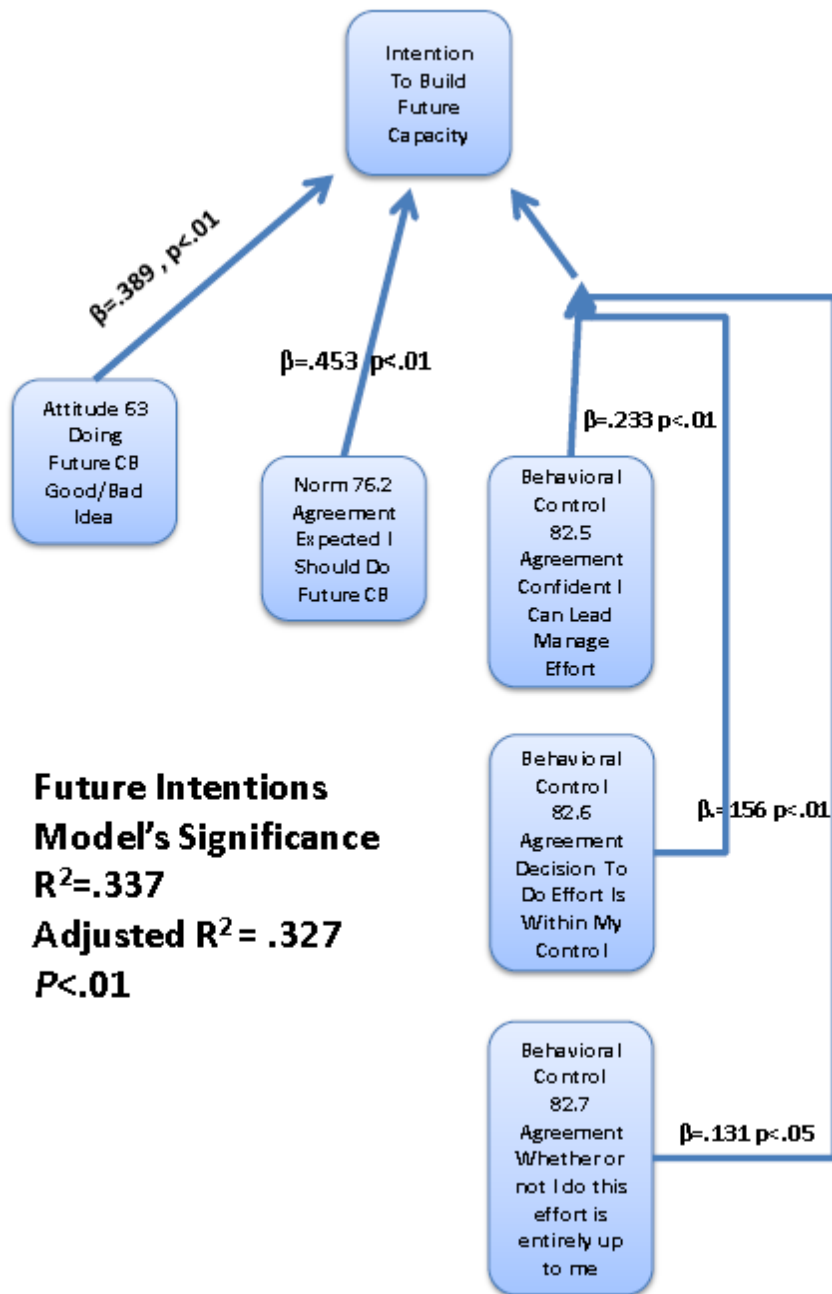 Intention
To Build
Future
Capacity
β=.389 , p<.01
β=.453 p<.01
β=.233 p<.01
Attitude 63
Doing
Future CB
Good/Bad
Idea
Norm 76.2
Agreement
Expected I
Should Do
Future CB
Behavioral
Control
82.5
Agreement
Confident I
Can Lead
Manage
Effort
Future Intentions
Model's Significance
R²=.337
Adjusted R² = .327
P<.01
Behavioral
Control
82.6
Agreement
Decision To
Do Effort Is
Within My
Control
β.=156 p<.01
Behavioral
Control
82.7
Agreement
Whether or
not I do this
effort is
entirely up
to me
β=.131 p<.05